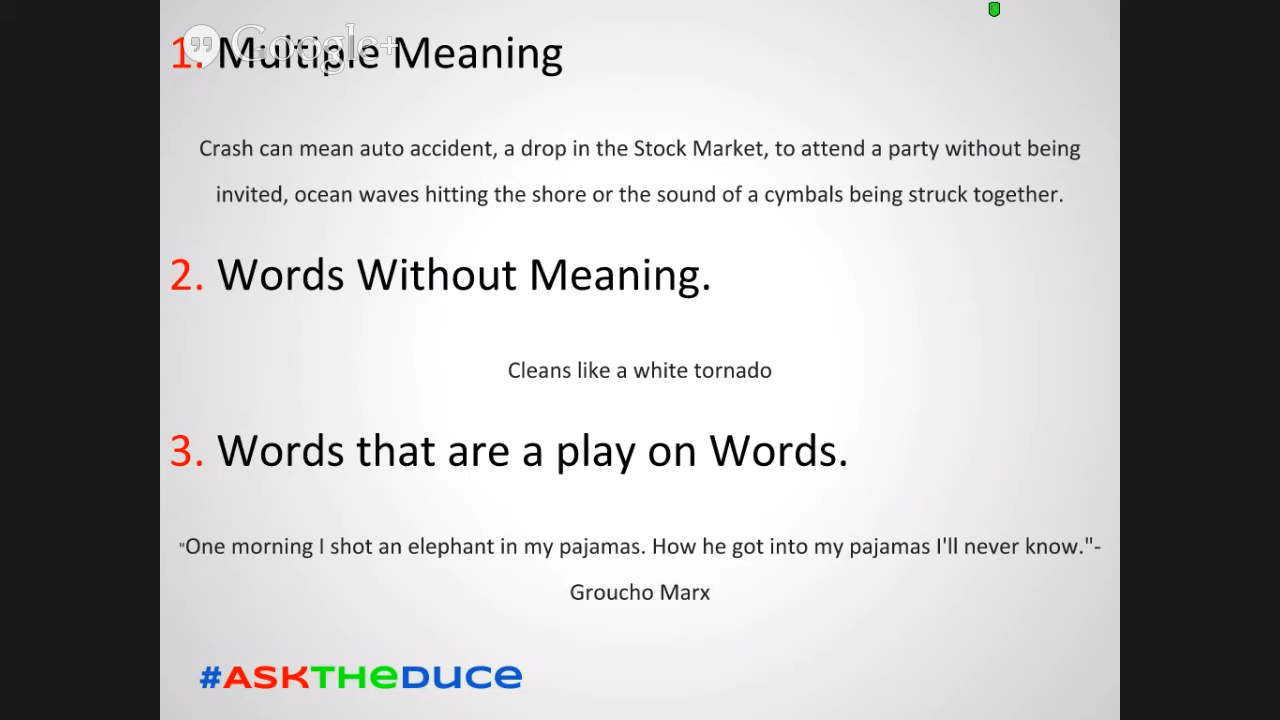 Google+
1. Multiple Meaning
Crash can mean auto accident, a drop in the Stock Market, to attend a party without being
invited, ocean waves hitting the shore or the sound of a cymbals being struck together.
2. Words Without Meaning.
Cleans like a white tornado
3. Words that are a play on Words.
"One morning I shot an elephant in my pajamas. How he got into my pajamas I'll never know."-
Groucho Marx
#ASKTHeDUCe